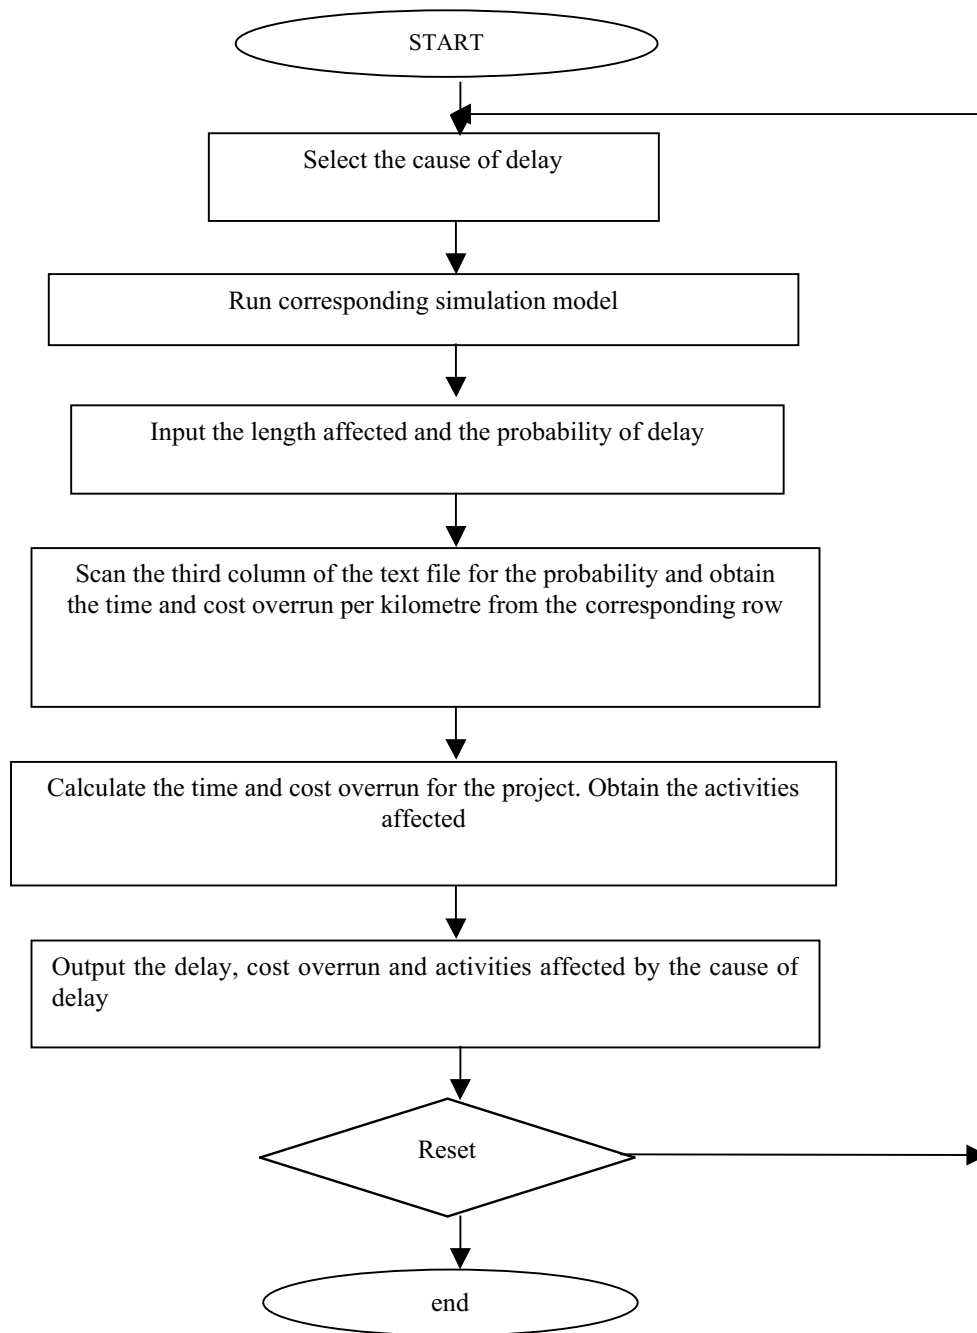 START
Select the cause of delay
Run corresponding simulation model
Input the length affected and the probability of delay
Scan the third column of the text file for the probability and obtain
the time and cost overrun per kilometre from the corresponding row
Calculate the time and cost overrun for the project. Obtain the activities
affected
Output the delay, cost overrun and activities affected by the cause of
delay
Reset
end